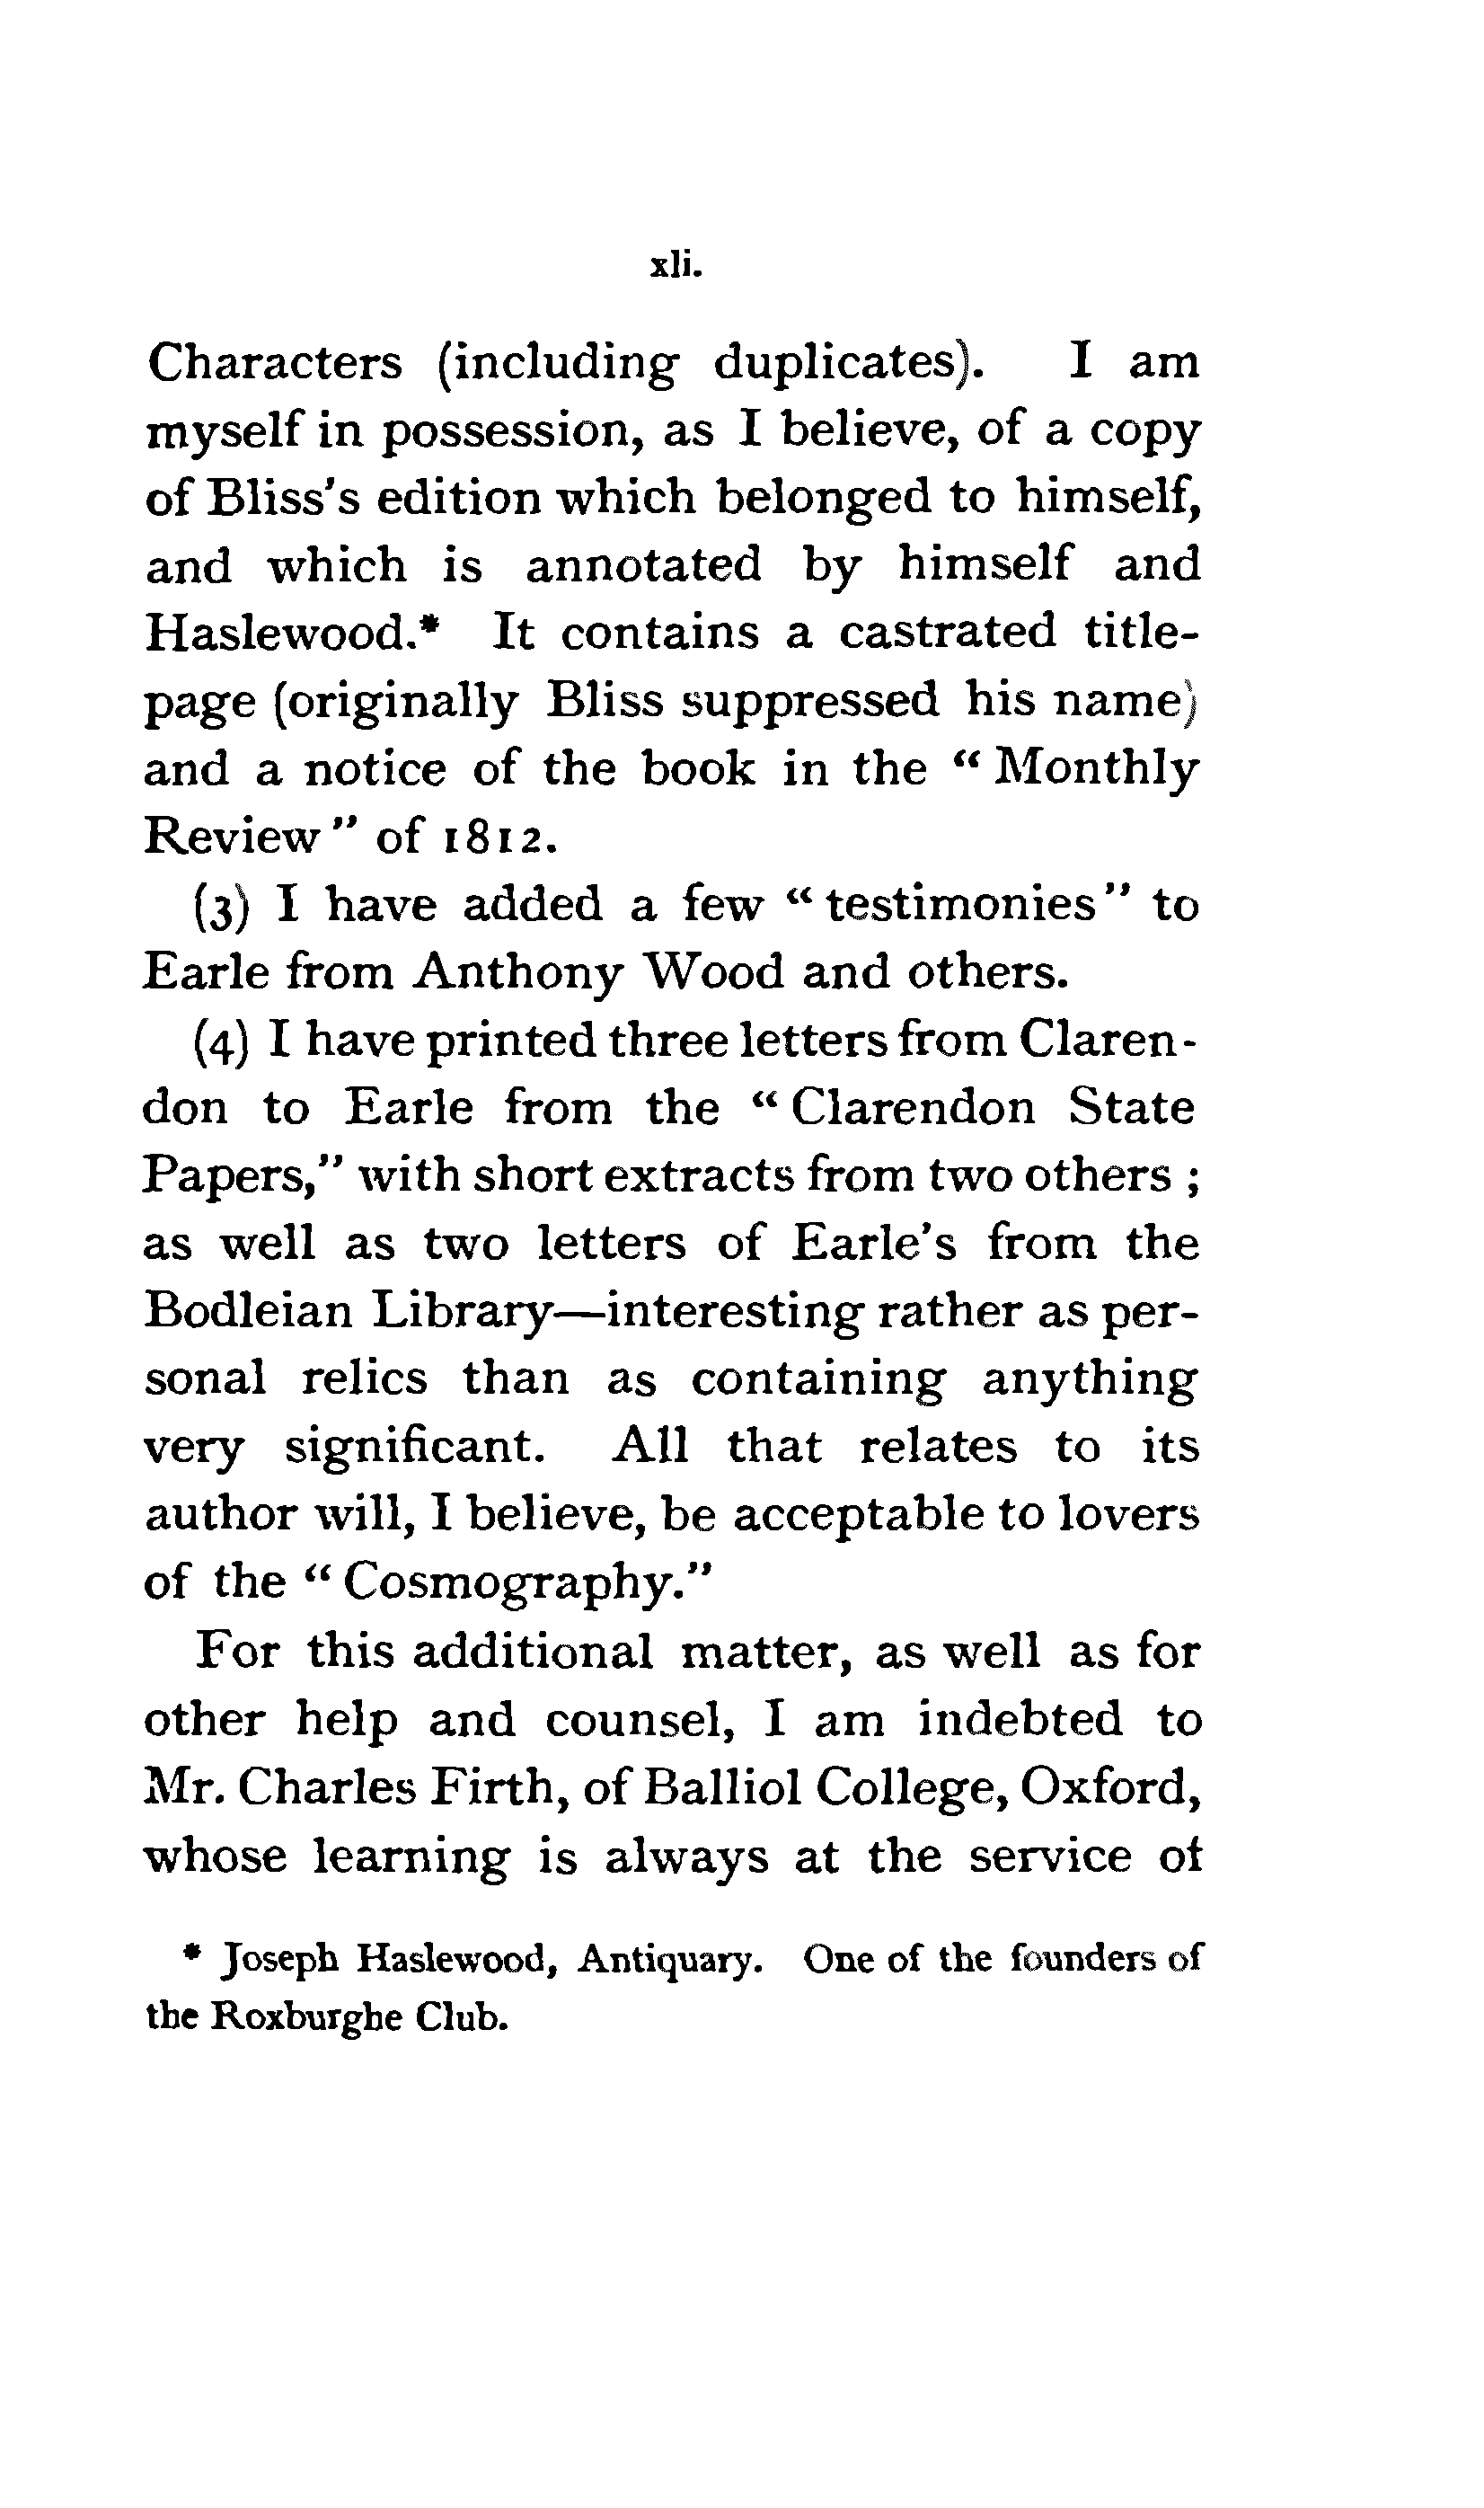 xli.
Characters (including duplicates). I am
myself in possession, as I believe, of a copy
of Bliss's edition which belonged to himself,
and which is annotated by himself and
Haslewood.* It contains a castrated title-
page (originally Bliss suppressed his name)
and a notice of the book in the “ Monthly
Review ” of 1812.
(3) I have added a few “ testimonies ” to
Earle from Anthony Wood and others.
(4) I have printed three letters from Claren-
don to Earle from the “ Clarendon State
Papers,” with short extracts from two others ;
as well as two letters of Earle's from the
Bodleian Library—interesting rather as per-
sonal relics than as containing anything
very significant. All that relates to its
author will, I believe, be acceptable to lovers
of the “ Cosmography.”
For this additional matter, as well as for
other help and counsel, I am indebted to
Mr. Charles Firth, of Balliol College, Oxford,
whose learning is always at the service of
* Joseph Haslewood, Antiquary. One of the founders of
the Roxburghe Club.